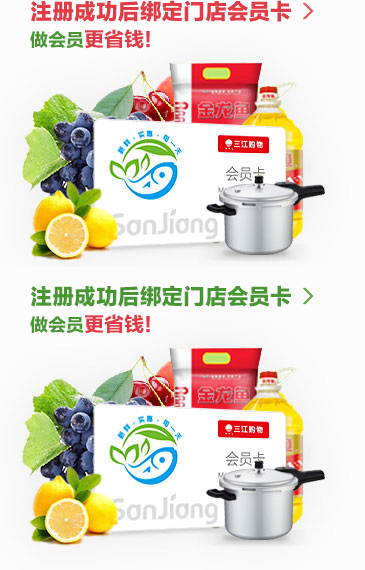 注册成功后绑定门店会员卡
做会员更省钱!
金龙鱼
新鲜·实惠·每一天
三江购物
会员卡
M
SanJiang
注册成功后绑定门店会员卡
做会员更省钱!
金龙鱼
新鲜·实惠·每一天
三江购物
会员卡
M
SanJiang